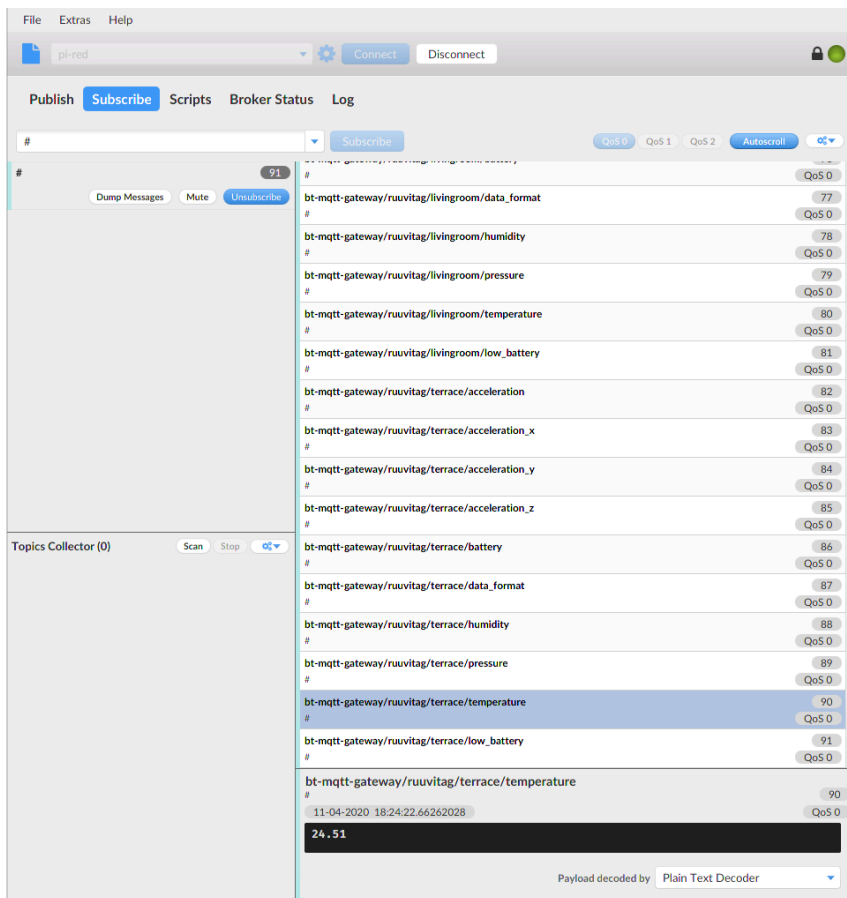 File Extras Help
pi-red Connect Disconnect
Publish Subscribe Scripts Broker Status Log
# Subscribe QoS 0 QoS 1 QoS 2 Autoscroll
# 91
Dump Messages Mute Unsubscribe
Topics Collector (0) Scan Stop
bt-mqtt-gateway/ruuvitag/livingroom/battery
# QoS 0
bt-mqtt-gateway/ruuvitag/livingroom/data_format 77
# QoS 0
bt-mqtt-gateway/ruuvitag/livingroom/humidity 78
# QoS 0
bt-mqtt-gateway/ruuvitag/livingroom/pressure 79
# QoS 0
bt-mqtt-gateway/ruuvitag/livingroom/temperature 80
# QoS 0
bt-mqtt-gateway/ruuvitag/livingroom/low_battery 81
# QoS 0
bt-mqtt-gateway/ruuvitag/terrace/acceleration 82
# QoS 0
bt-mqtt-gateway/ruuvitag/terrace/acceleration_x 83
# QoS 0
bt-mqtt-gateway/ruuvitag/terrace/acceleration_y 84
# QoS 0
bt-mqtt-gateway/ruuvitag/terrace/acceleration_z 85
# QoS 0
bt-mqtt-gateway/ruuvitag/terrace/battery 86
# QoS 0
bt-mqtt-gateway/ruuvitag/terrace/data_format 87
# QoS 0
bt-mqtt-gateway/ruuvitag/terrace/humidity 88
# QoS 0
bt-mqtt-gateway/ruuvitag/terrace/pressure 89
# QoS 0
bt-mqtt-gateway/ruuvitag/terrace/temperature 90
# QoS 0
bt-mqtt-gateway/ruuvitag/terrace/low_battery 91
# QoS 0
bt-mqtt-gateway/ruuvitag/terrace/temperature
# 90
11-04-2020 18:24:22.66262028 QoS 0
24.51
Payload decoded by Plain Text Decoder